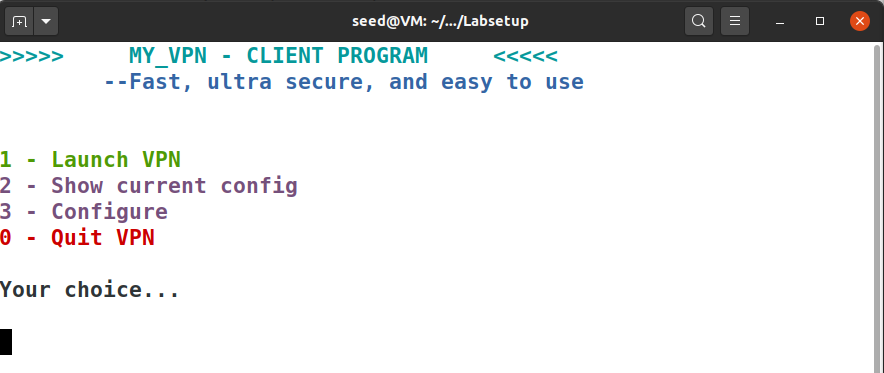 seed@VM: ~/.../Labsetup
>>>>> MY_VPN - CLIENT PROGRAM <<<<<
--Fast, ultra secure, and easy to use
1 - Launch VPN
2 - Show current config
3 - Configure
0 - Quit VPN
Your choice...